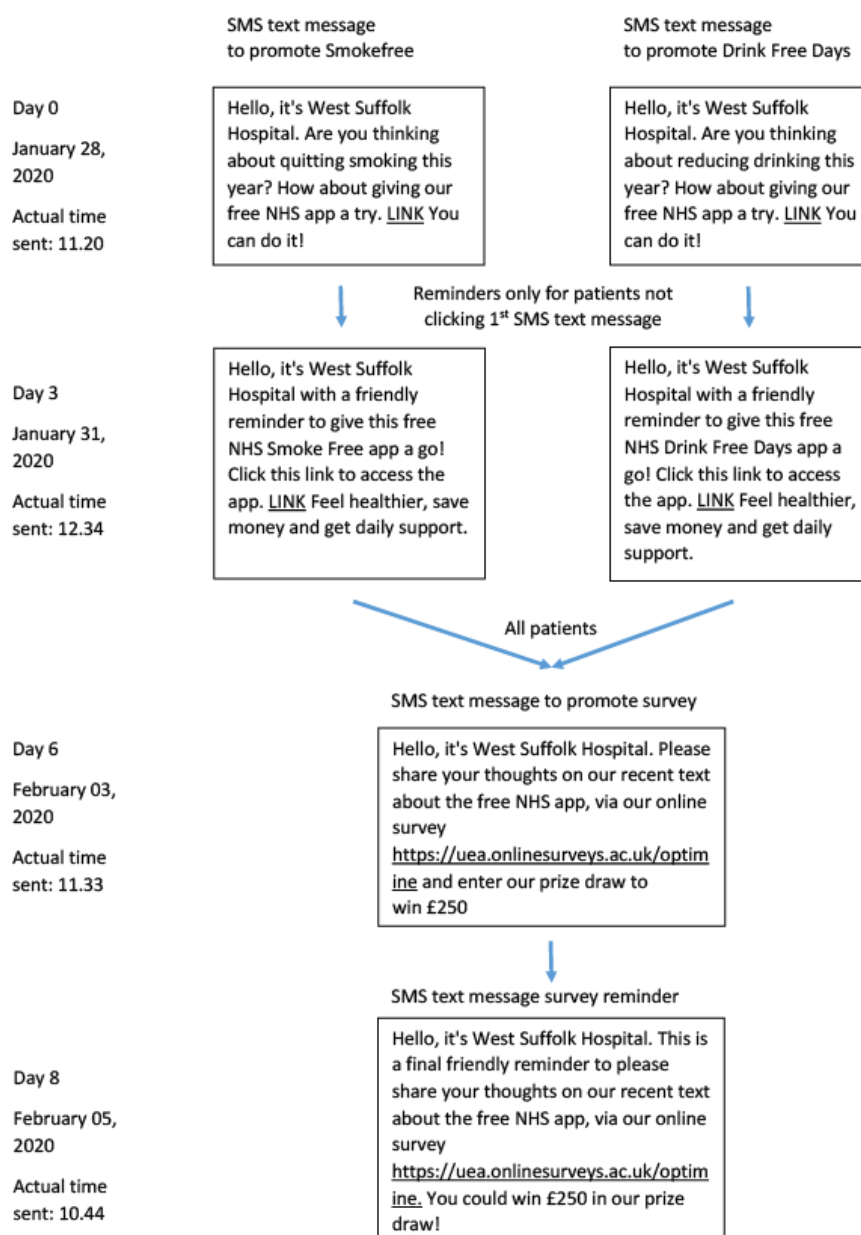 SMS text message
to promote Smokefree
SMS text message
to promote Drink Free Days
Day 0
January 28,
2020
Actual time
sent: 11.20
Hello, it's West Suffolk
Hospital. Are you thinking
about quitting smoking this
year? How about giving our
free NHS app a try. LINK You
can do it!
Hello, it's West Suffolk
Hospital. Are you thinking
about reducing drinking this
year? How about giving our
free NHS app a try. LINK You
can do it!
Reminders only for patients not
clicking 1st SMS text message
Day 3
January 31,
2020
Actual time
sent: 12.34
Hello, it's West Suffolk
Hospital with a friendly
reminder to give this free
NHS Smoke Free app a go!
Click this link to access the
app. LINK Feel healthier, save
money and get daily support.
Hello, it's West Suffolk
Hospital with a friendly
reminder to give this free
NHS Drink Free Days app a
go! Click this link to access
the app. LINK Feel healthier,
save money and get daily
support.
All patients
SMS text message to promote survey
Day 6
February 03,
2020
Actual time
sent: 11.33
Hello, it's West Suffolk Hospital. Please
share your thoughts on our recent text
about the free NHS app, via our online
survey
https://uea.onlinesurveys.ac.uk/optim
ine and enter our prize draw to
win £250
SMS text message survey reminder
Day 8
February 05,
2020
Actual time
sent: 10.44
Hello, it's West Suffolk Hospital. This is
a final friendly reminder to please
share your thoughts on our recent text
about the free NHS app, via our online
survey
https://uea.onlinesurveys.ac.uk/optim
ine. You could win £250 in our prize
draw!